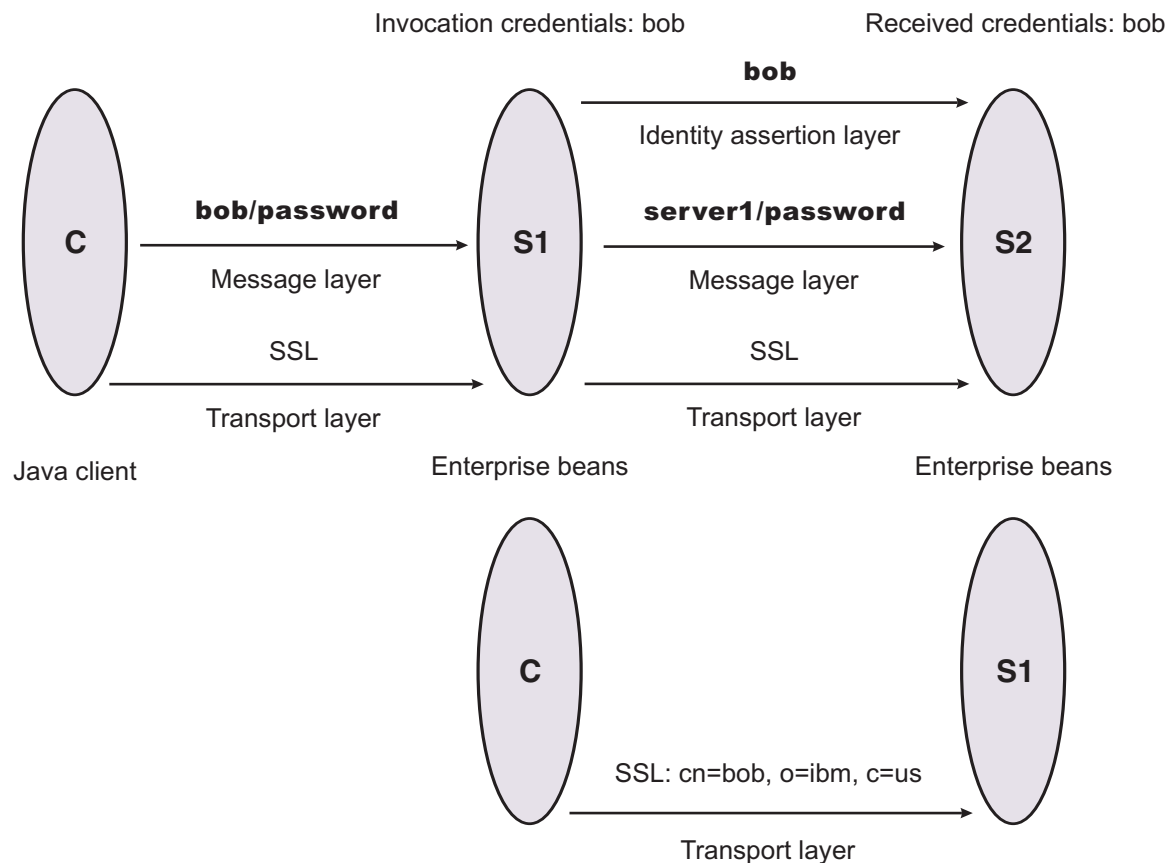 Invocation credentials: bob
Received credentials: bob
bob
Identity assertion layer
C
bob/password
Message layer
S1
server1/password
Message layer
S2
SSL
Transport layer
SSL
Transport layer
Java client
Enterprise beans
Enterprise beans
C
S1
SSL: cn=bob, o=ibm, c=us
Transport layer